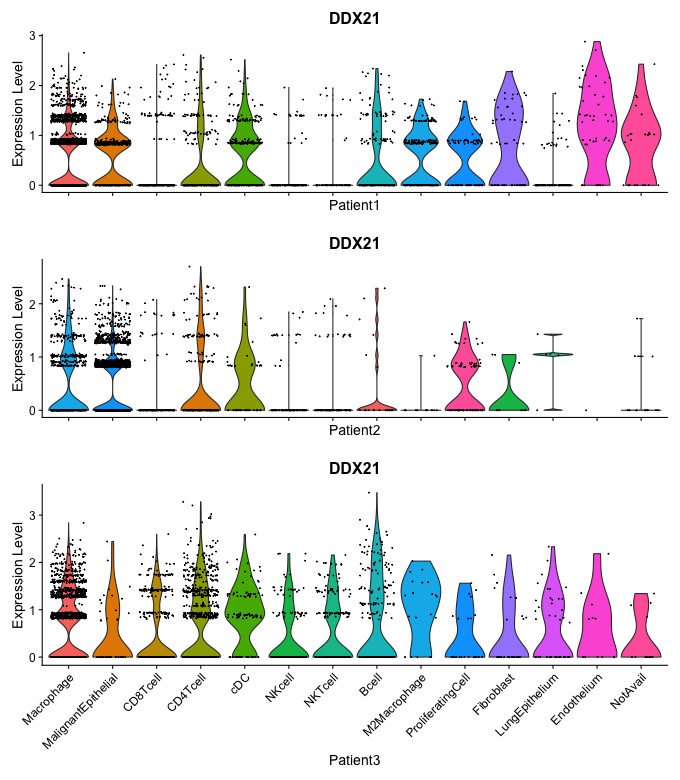 DDX21
Expression Level
3
2
1
0
Patient1
DDX21
Expression Level
2
1
0
Patient2
DDX21
Expression Level
3
2
1
0
Macrophage
MalignantEpithelial
CD8Tcell
CD4Tcell
cDC
NKcell
NKTcell
Bcell
M2Macrophage
ProliferatingCell
Fibroblast
LungEpithelium
Endothelium
NotAvail
Patient3